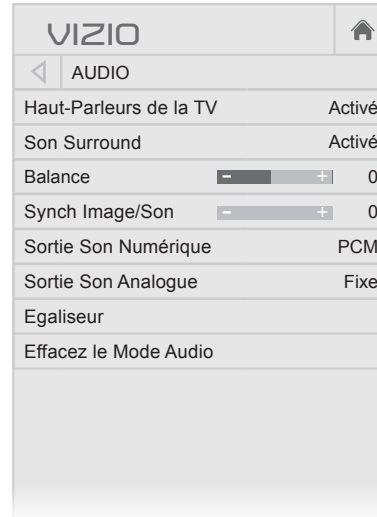 VIZIO
AUDIO
Haut-Parleurs de la TV Activé
Son Surround Activé
Balance - + 0
Synch Image/Son - + 0
Sortie Son Numérique PCM
Sortie Son Analogue Fixe
Egaliseur
Effacez le Mode Audio